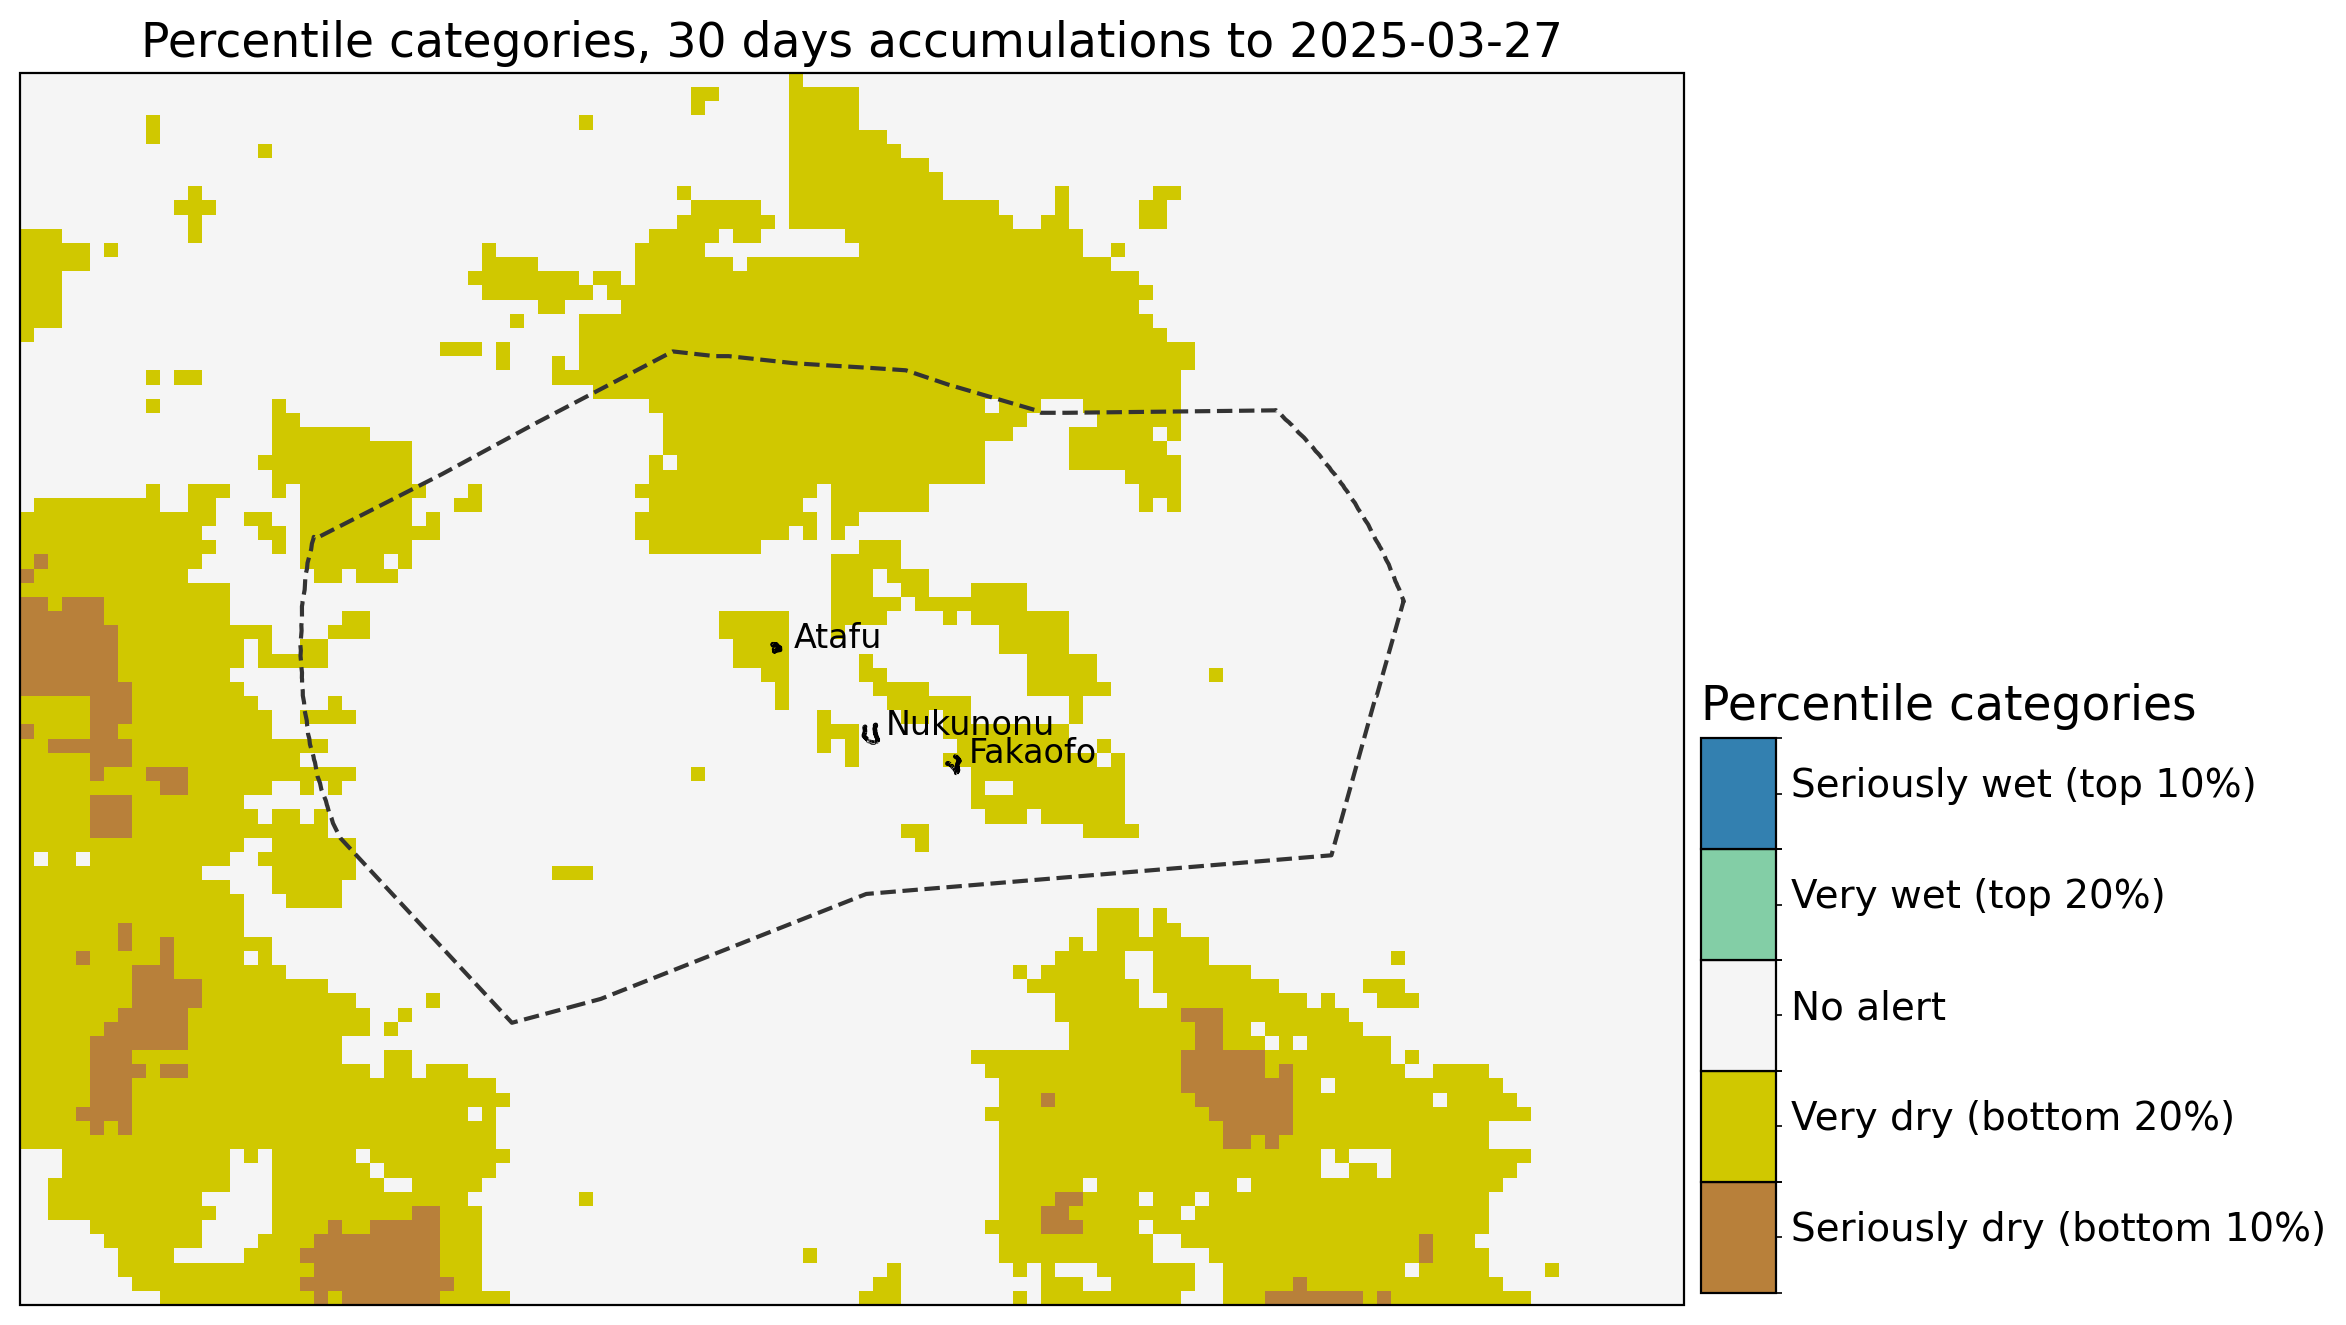 Percentile categories, 30 days accumulations to 2025-03-27
Atafu
Nukunonu
Fakaofo
Percentile categories
Seriously wet (top 10%)
Very wet (top 20%)
No alert
Very dry (bottom 20%)
Seriously dry (bottom 10%)